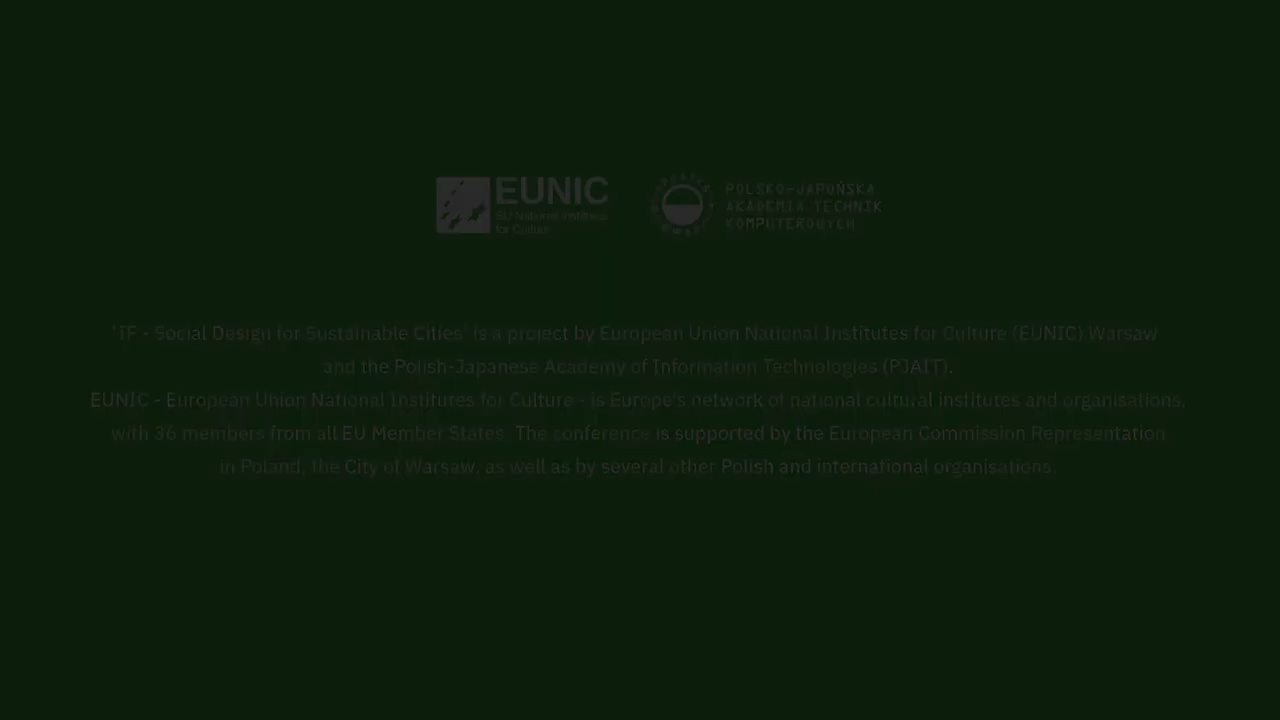 EUNIC
EU National Institutes
for Culture
POLSKO-JAPOŃSKA
AKADEMIA TECHNIK
KOMPUTEROWYCH
'IF - Social Design for Sustainable Cities' is a project by European Union National Institutes for Culture (EUNIC) Warsaw
and the Polish-Japanese Academy of Information Technologies (PJAIT).
EUNIC - European Union National Institures for Culture - is Europe's network of national cultural institutes and organisations,
with 36 members from all EU Member States. The conference is supported by the European Commission Representation
in Poland, the City of Warsaw, as well as by several other Polish and international organisations.